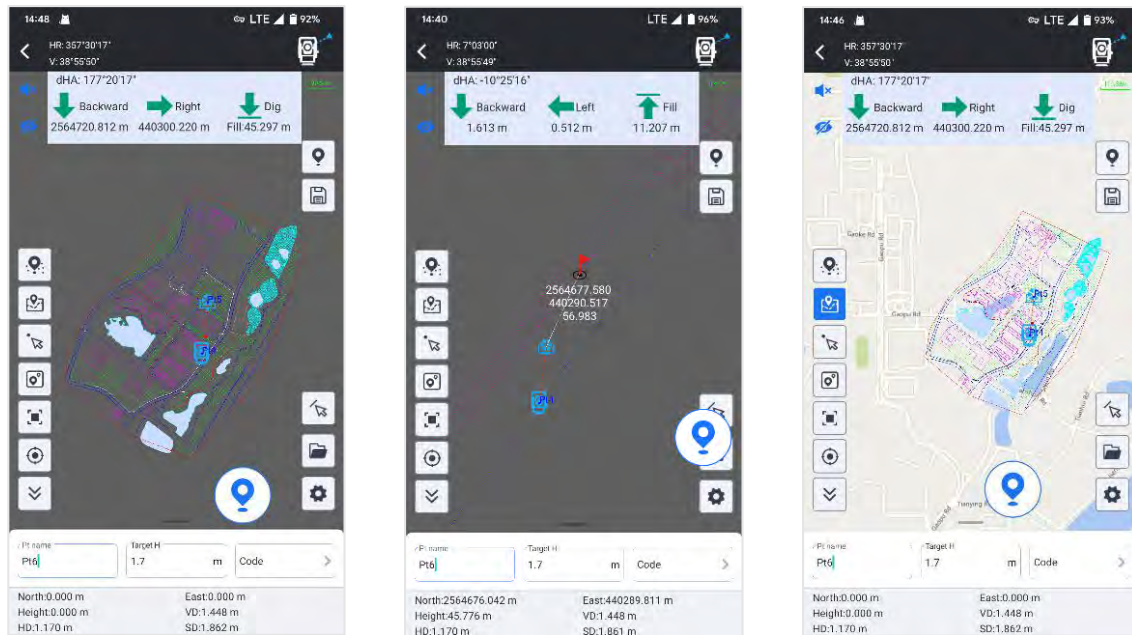 14:48
LTE 92%
HR: 357°30'17"
V: 38°55'50"
dHA: 177°20'17"
Backward Right Dig
2564720.812 m 440300.220 m Fill:45.297 m
Pt5
Pt name
Pt6
Target H
1.7 m
Code
North:0.000 m East:0.000 m
Height:0.000 m VD:1.448 m
HD:1.170 m SD:1.862 m
14:40
LTE 96%
HR: 7°03'00"
V: 38°55'49"
dHA: -10°25'16"
Backward Left Fill
1.613 m 0.512 m 11.207 m
2564677.580
440290.517
56.983
Pt name
Pt6
Target H
1.7 m
Code
North:2564676.042 m East:440289.811 m
Height:45.776 m VD:1.448 m
HD:1.170 m SD:1.861 m
14:46
LTE 93%
HR: 357°30'17"
V: 38°55'50"
dHA: 177°20'17"
Backward Right Dig
2564720.812 m 440300.220 m Fill:45.297 m
Gaoke Rd
Gaopu Rd
Gaopu Rd
Pt5
Gaopu Rd
Pt name
Pt6
Target H
1.7 m
Code
North:0.000 m East:0.000 m
Height:0.000 m VD:1.448 m
HD:1.170 m SD:1.862 m